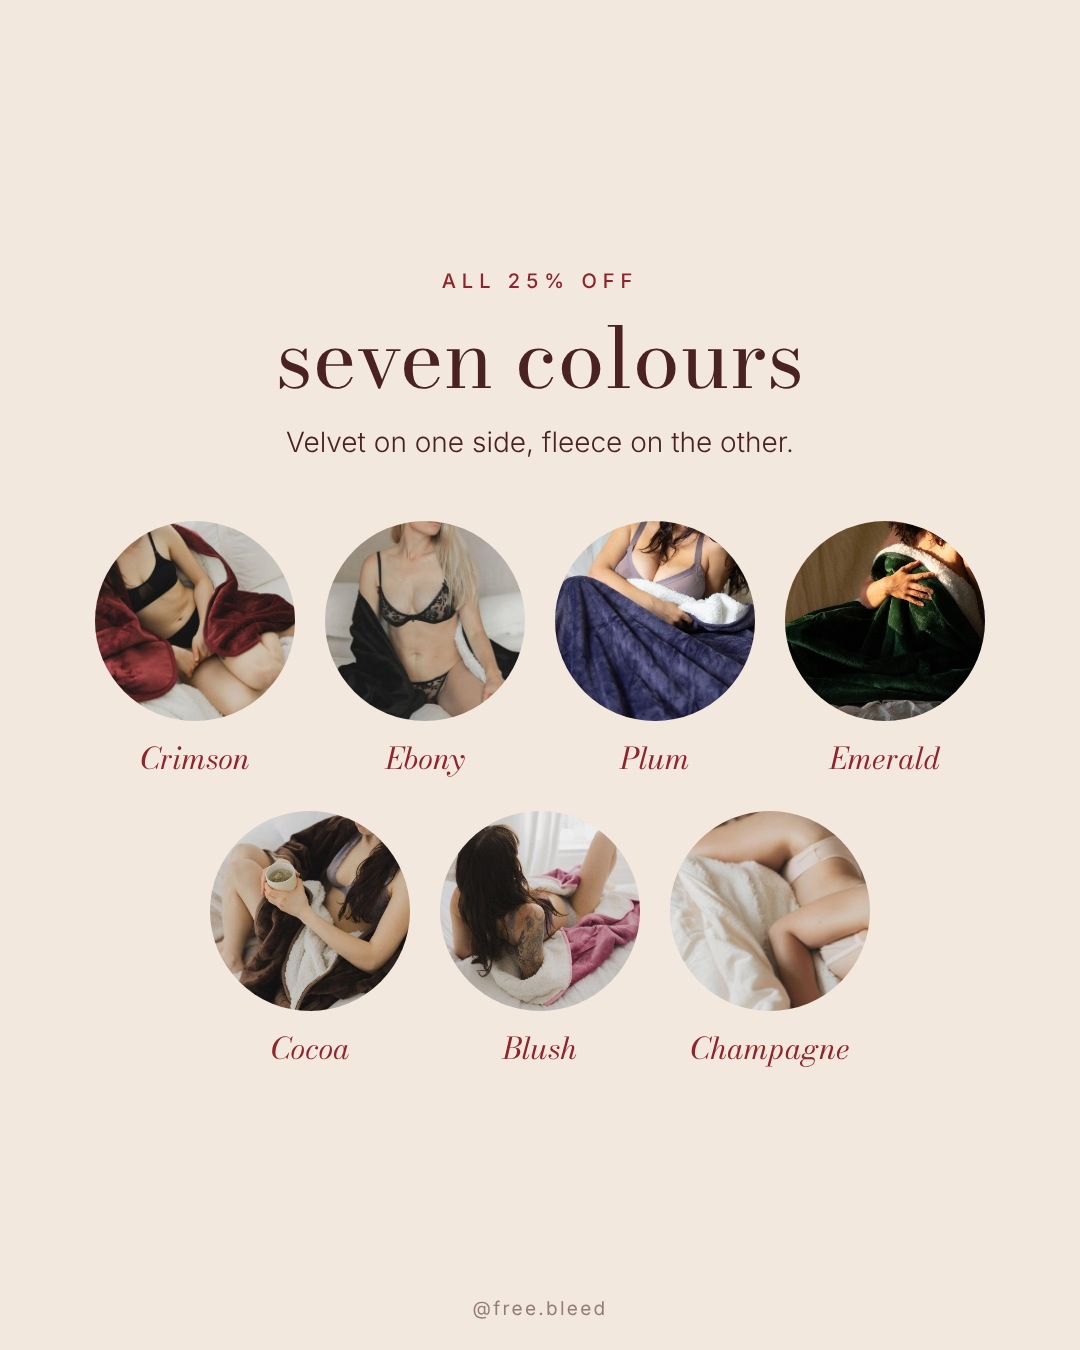 ALL 25% OFF
seven colours
Velvet on one side, fleece on the other.
Crimson
Ebony
Plum
Emerald
Cocoa
Blush
Champagne
@free.bleed